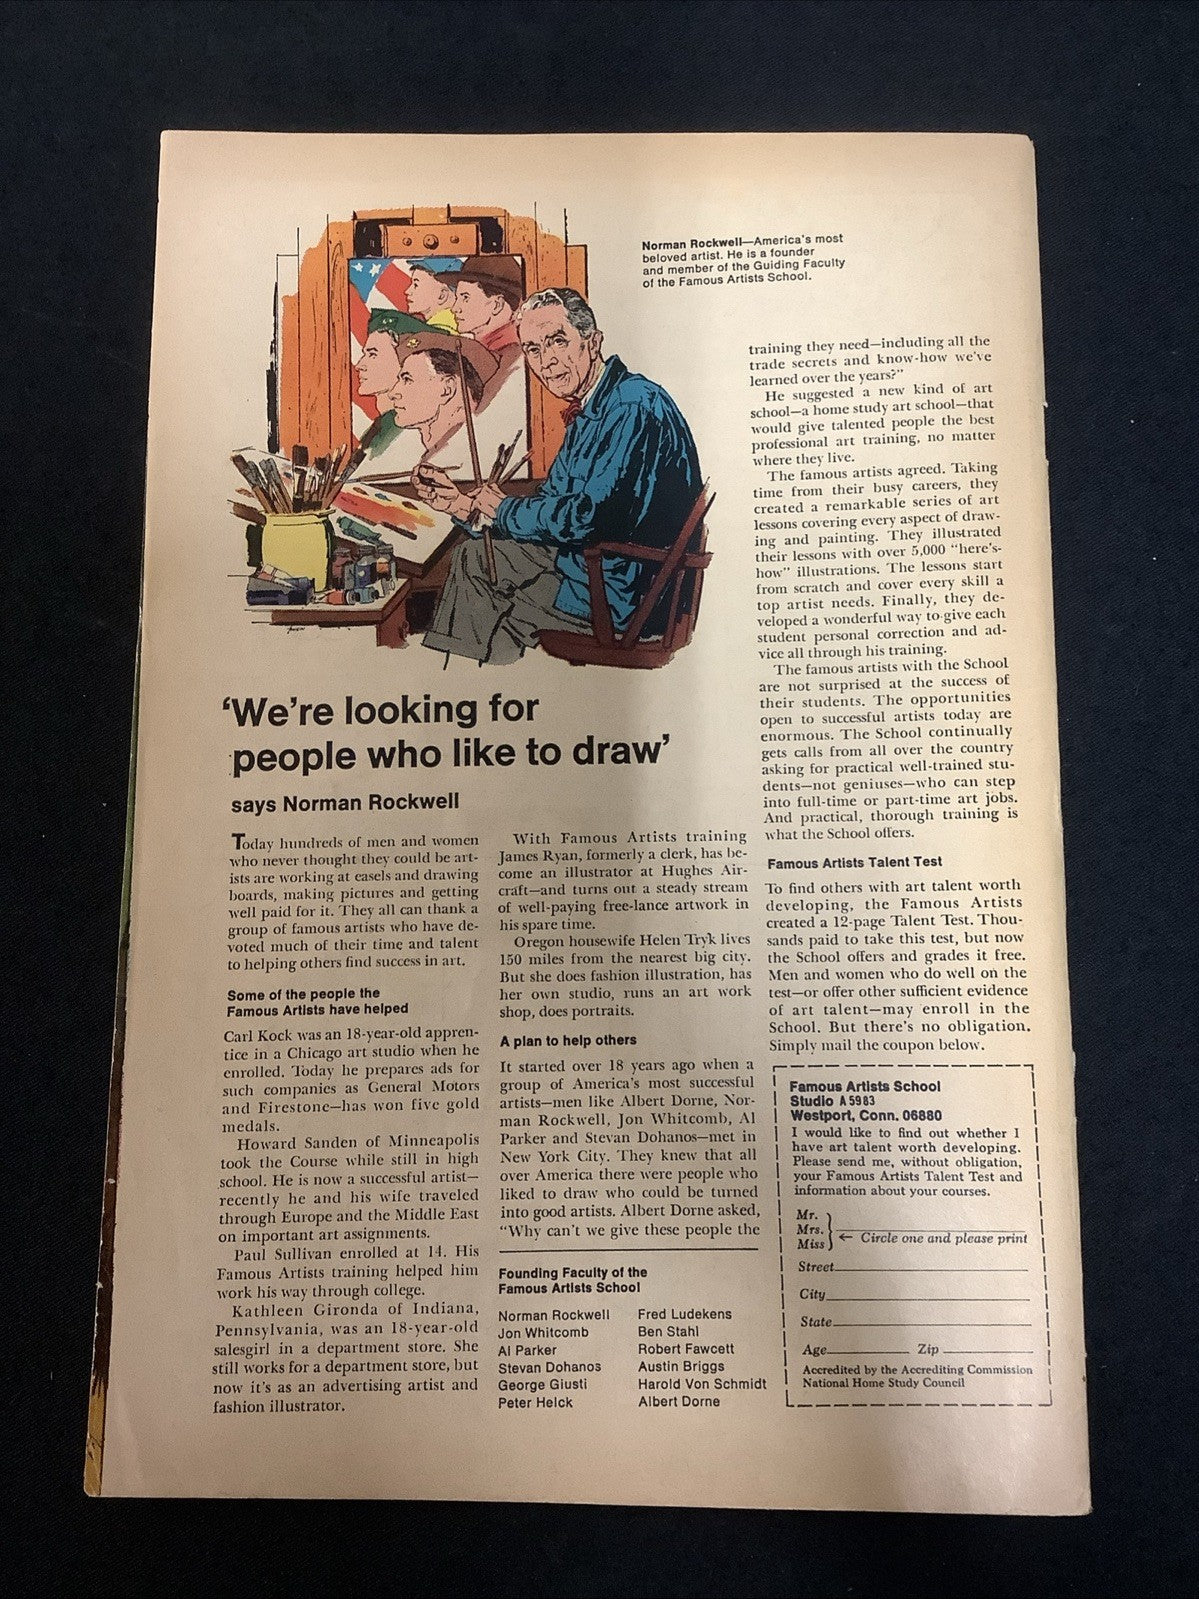 Norman Rockwell—America's most
beloved artist. He is a founder
and member of the Guiding Faculty
of the Famous Artists School.
'We're looking for
people who like to draw'
says Norman Rockwell
Today hundreds of men and women
who never thought they could be art-
ists are working at easels and drawing
boards, making pictures and getting
well paid for it. They all can thank a
group of famous artists who have de-
voted much of their time and talent
to helping others find success in art.
Some of the people the
Famous Artists have helped
Carl Kock was an 18-year-old appren-
tice in a Chicago art studio when he
enrolled. Today he prepares ads for
such companies as General Motors
and Firestone—has won five gold
medals.
Howard Sanden of Minneapolis
took the Course while still in high
school. He is now a successful artist—
recently he and his wife traveled
through Europe and the Middle East
on important art assignments.
Paul Sullivan enrolled at 14. His
Famous Artists training helped him
work his way through college.
Kathleen Gironda of Indiana,
Pennsylvania, was an 18-year-old
salesgirl in a department store. She
still works for a department store, but
now it's as an advertising artist and
fashion illustrator.
With Famous Artists training
James Ryan, formerly a clerk, has be-
come an illustrator at Hughes Air-
craft—and turns out a steady stream
of well-paying free-lance artwork in
his spare time.
Oregon housewife Helen Tryk lives
150 miles from the nearest big city.
But she does fashion illustration, has
her own studio, runs an art work
shop, does portraits.
A plan to help others
It started over 18 years ago when a
group of America's most successful
artists—men like Albert Dorne, Nor-
man Rockwell, Jon Whitcomb, Al
Parker and Stevan Dohanos—met in
New York City. They knew that all
over America there were people who
liked to draw who could be turned
into good artists. Albert Dorne asked,
"Why can't we give these people the
training they need—including all the
trade secrets and know-how we've
learned over the years?"
He suggested a new kind of art
school—a home study art school—that
would give talented people the best
professional art training, no matter
where they live.
The famous artists agreed. Taking
time from their busy careers, they
created a remarkable series of art
lessons covering every aspect of draw-
ing and painting. They illustrated
their lessons with over 5,000 "here's-
how" illustrations. The lessons start
from scratch and cover every skill a
top artist needs. Finally, they de-
veloped a wonderful way to give each
student personal correction and ad-
vice all through his training.
The famous artists with the School
are not surprised at the success of
their students. The opportunities
open to successful artists today are
enormous. The School continually
gets calls from all over the country
asking for practical well-trained stu-
dents—not geniuses—who can step
into full-time or part-time art jobs.
And practical, thorough training is
what the School offers.
Famous Artists Talent Test
To find others with art talent worth
developing, the Famous Artists
created a 12-page Talent Test. Thou-
sands paid to take this test, but now
the School offers and grades it free.
Men and women who do well on the
test—or offer other sufficient evidence
of art talent—may enroll in the
School. But there's no obligation.
Simply mail the coupon below.
Founding Faculty of the
Famous Artists School
Norman Rockwell
Jon Whitcomb
Al Parker
Stevan Dohanos
George Giusti
Peter Helck
Fred Ludekens
Ben Stahl
Robert Fawcett
Austin Briggs
Harold Von Schmidt
Albert Dorne
Famous Artists School
Studio A5983
Westport, Conn. 06880
I would like to find out whether I
have art talent worth developing.
Please send me, without obligation,
your Famous Artists Talent Test and
information about your courses.
Mr.
Mrs.
Miss ← Circle one and please print
Street
City
State
Age Zip
Accredited by the Accrediting Commission
National Home Study Council